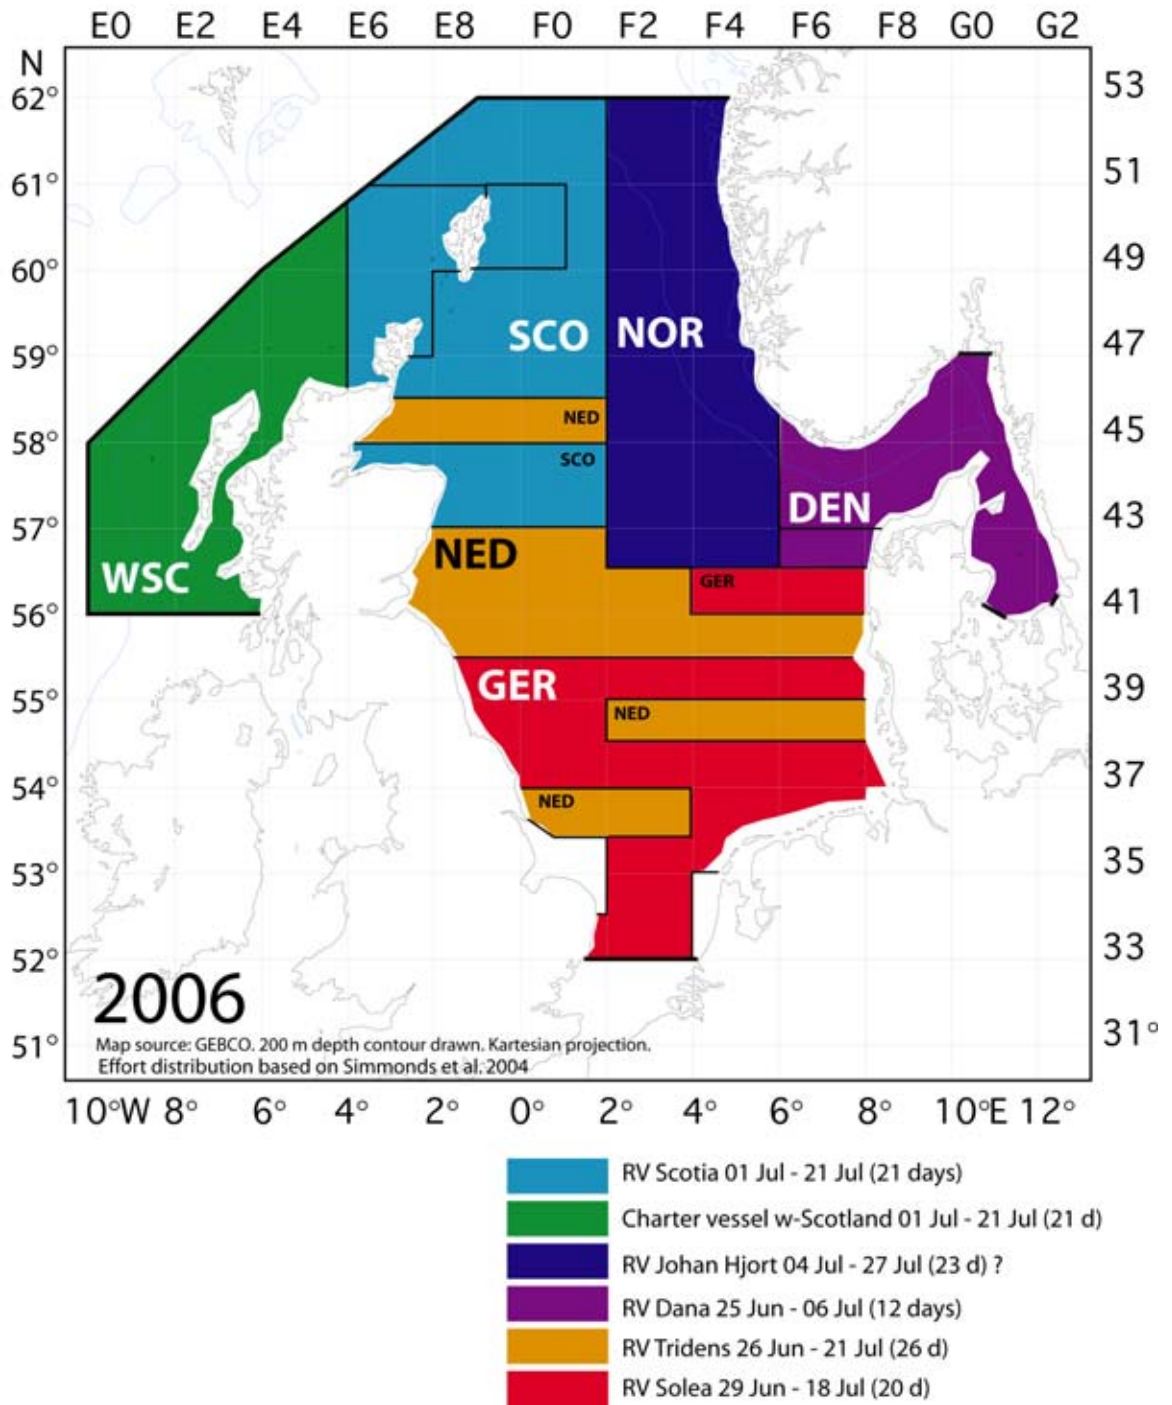 E0 E2 E4 E6 E8 F0 F2 F4 F8 G0 G2
N
62° 53
61° 51
60° 49
SCO NOR
59° 47
NED
58° 45
SCO
DEN
57° 43
NED
WSC
GER
56° 41
GER
55° 39
NED
54° 37
NED
53° 35
52° 33
2006
Map source: GEBCO. 200 m depth contour drawn. Kartesian projection.
51° 31°
Effort distribution based on Simmonds et al. 2004
10°W 8° 6° 4° 2° 0° 2° 4° 6° 8° 10°E 12°
RV Scotia 01 Jul - 21 Jul (21 days)
Charter vessel w-Scotland 01 Jul - 21 Jul (21 d)
RV Johan Hjort 04 Jul - 27 Jul (23 d) ?
RV Dana 25 Jun - 06 Jul (12 days)
RV Tridens 26 Jun - 21 Jul (26 d)
RV Solea 29 Jun - 18 Jul (20 d)